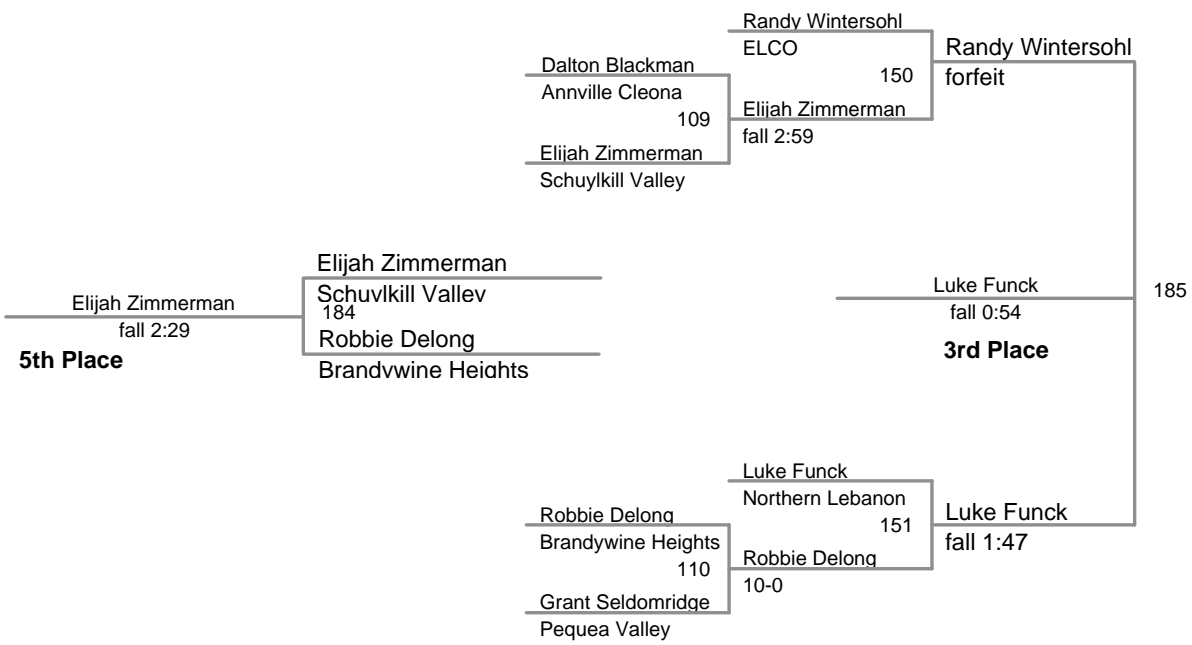 Randy Wintersohl
ELCO
150
Randy Wintersohl
forfeit
Dalton Blackman
Annville Cleona
109
Elijah Zimmerman
fall 2:59
Elijah Zimmerman
Schuylkill Valley
Elijah Zimmerman
Schuylkill Valley
184
Robbie Delong
Brandywine Heights
Elijah Zimmerman
fall 2:29
5th Place
Luke Funck
fall 0:54
3rd Place
185
Luke Funck
Northern Lebanon
151
Luke Funck
fall 1:47
Robbie Delong
Brandywine Heights
110
Robbie Delong
10-0
Grant Seldomridge
Pequea Valley